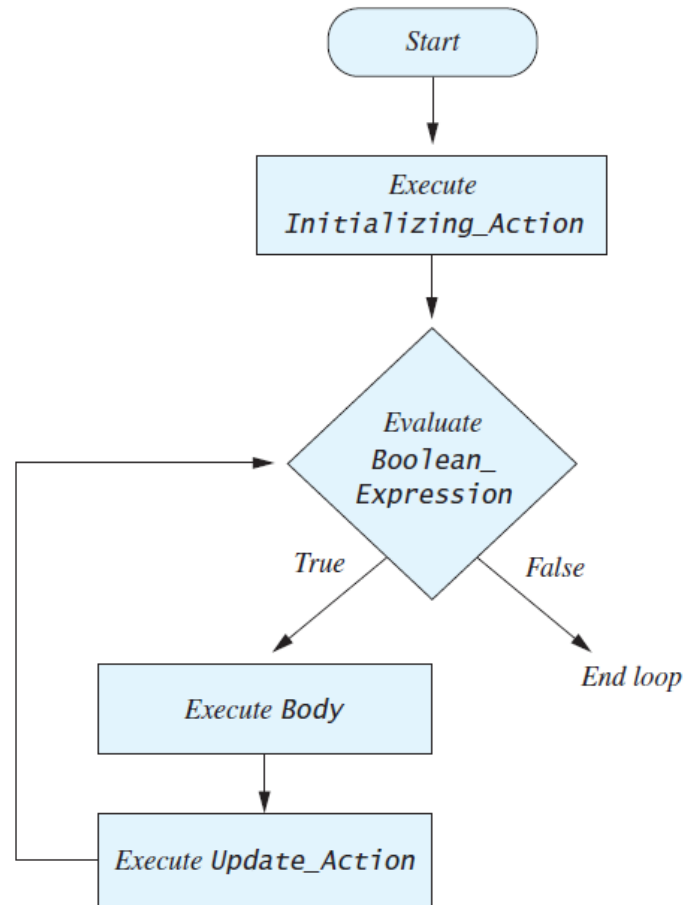 Start
Execute
Initializing_Action
Evaluate
Boolean_
Expression
True
False
End loop
Execute Body
Execute Update_Action